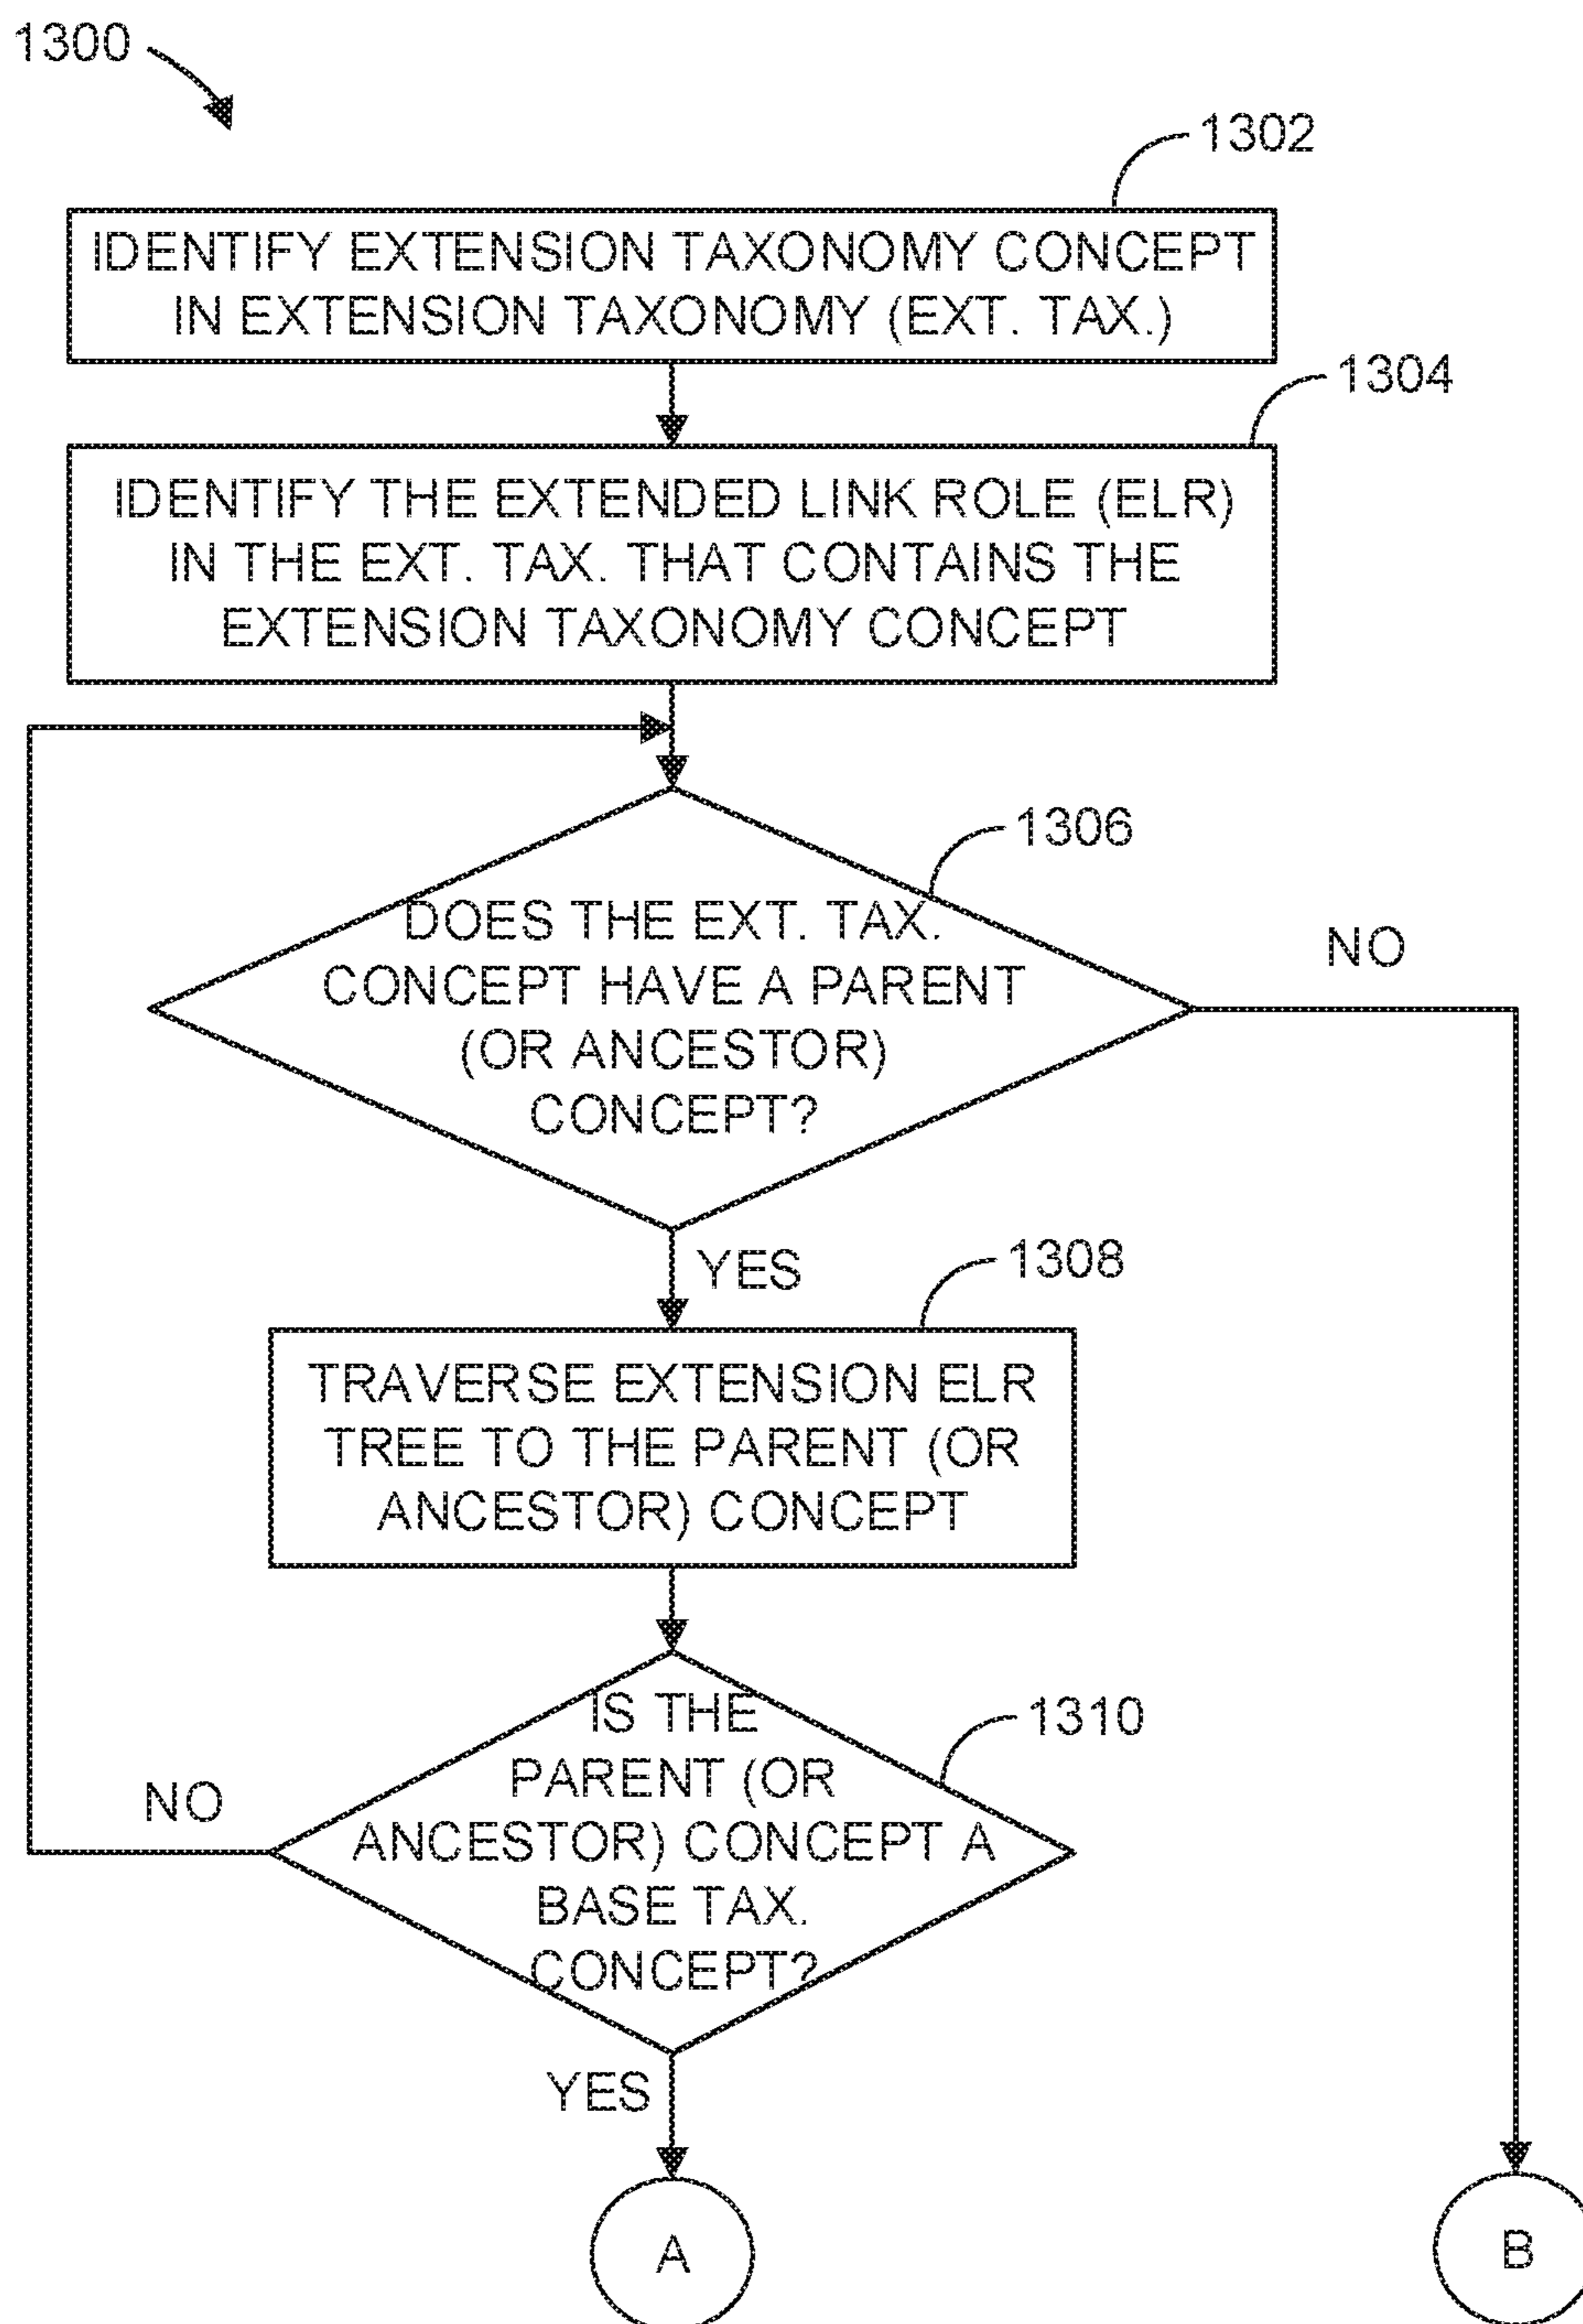 1300
1302
IDENTIFY EXTENSION TAXONOMY CONCEPT
IN EXTENSION TAXONOMY (EXT. TAX.)
1304
IDENTIFY THE EXTENDED LINK ROLE (ELR)
IN THE EXT. TAX. THAT CONTAINS THE
EXTENSION TAXONOMY CONCEPT
1306
DOES THE EXT. TAX.
CONCEPT HAVE A PARENT
(OR ANCESTOR)
CONCEPT?
NO
YES
1308
TRAVERSE EXTENSION ELR
TREE TO THE PARENT (OR
ANCESTOR) CONCEPT
1310
IS THE
PARENT (OR
ANCESTOR) CONCEPT A
BASE TAX.
CONCEPT?
NO
YES
A
B